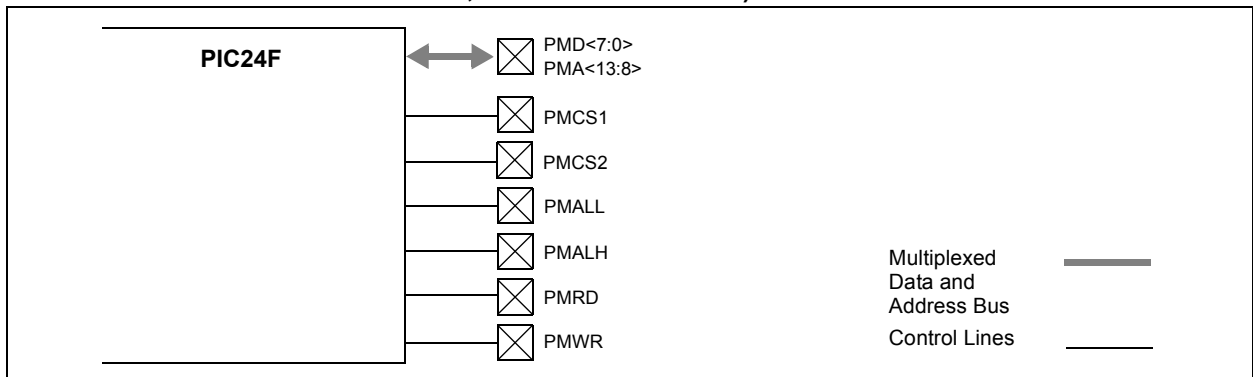 PIC24F
PMD<7:0>
PMA<13:8>
PMCS1
PMCS2
PMALL
PMALH
PMRD
PMWR
Multiplexed
Data and
Address Bus
Control Lines